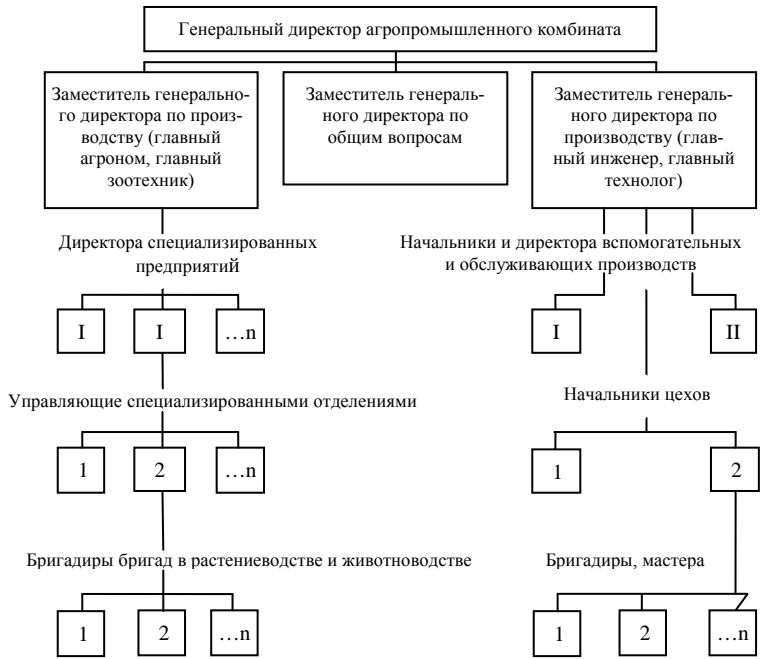 Генеральный директор агропромышленного комбината
Заместитель генерально-
го директора по произ-
водству (главный
агроном, главный
зоотехник)
Заместитель генераль-
ного директора по
общим вопросам
Заместитель генераль-
ного директора по
производству (глав-
ный инженер, главный
технолог)
Директора специализированных
предприятий
Начальники и директора вспомогательных
и обслуживающих производств
I
I
…n
I
II
Управляющие специализированными отделениями
Начальники цехов
1
2
…n
1
2
Бригадиры бригад в растениеводстве и животноводстве
Бригадиры, мастера
1
2
…n
1
2
…n